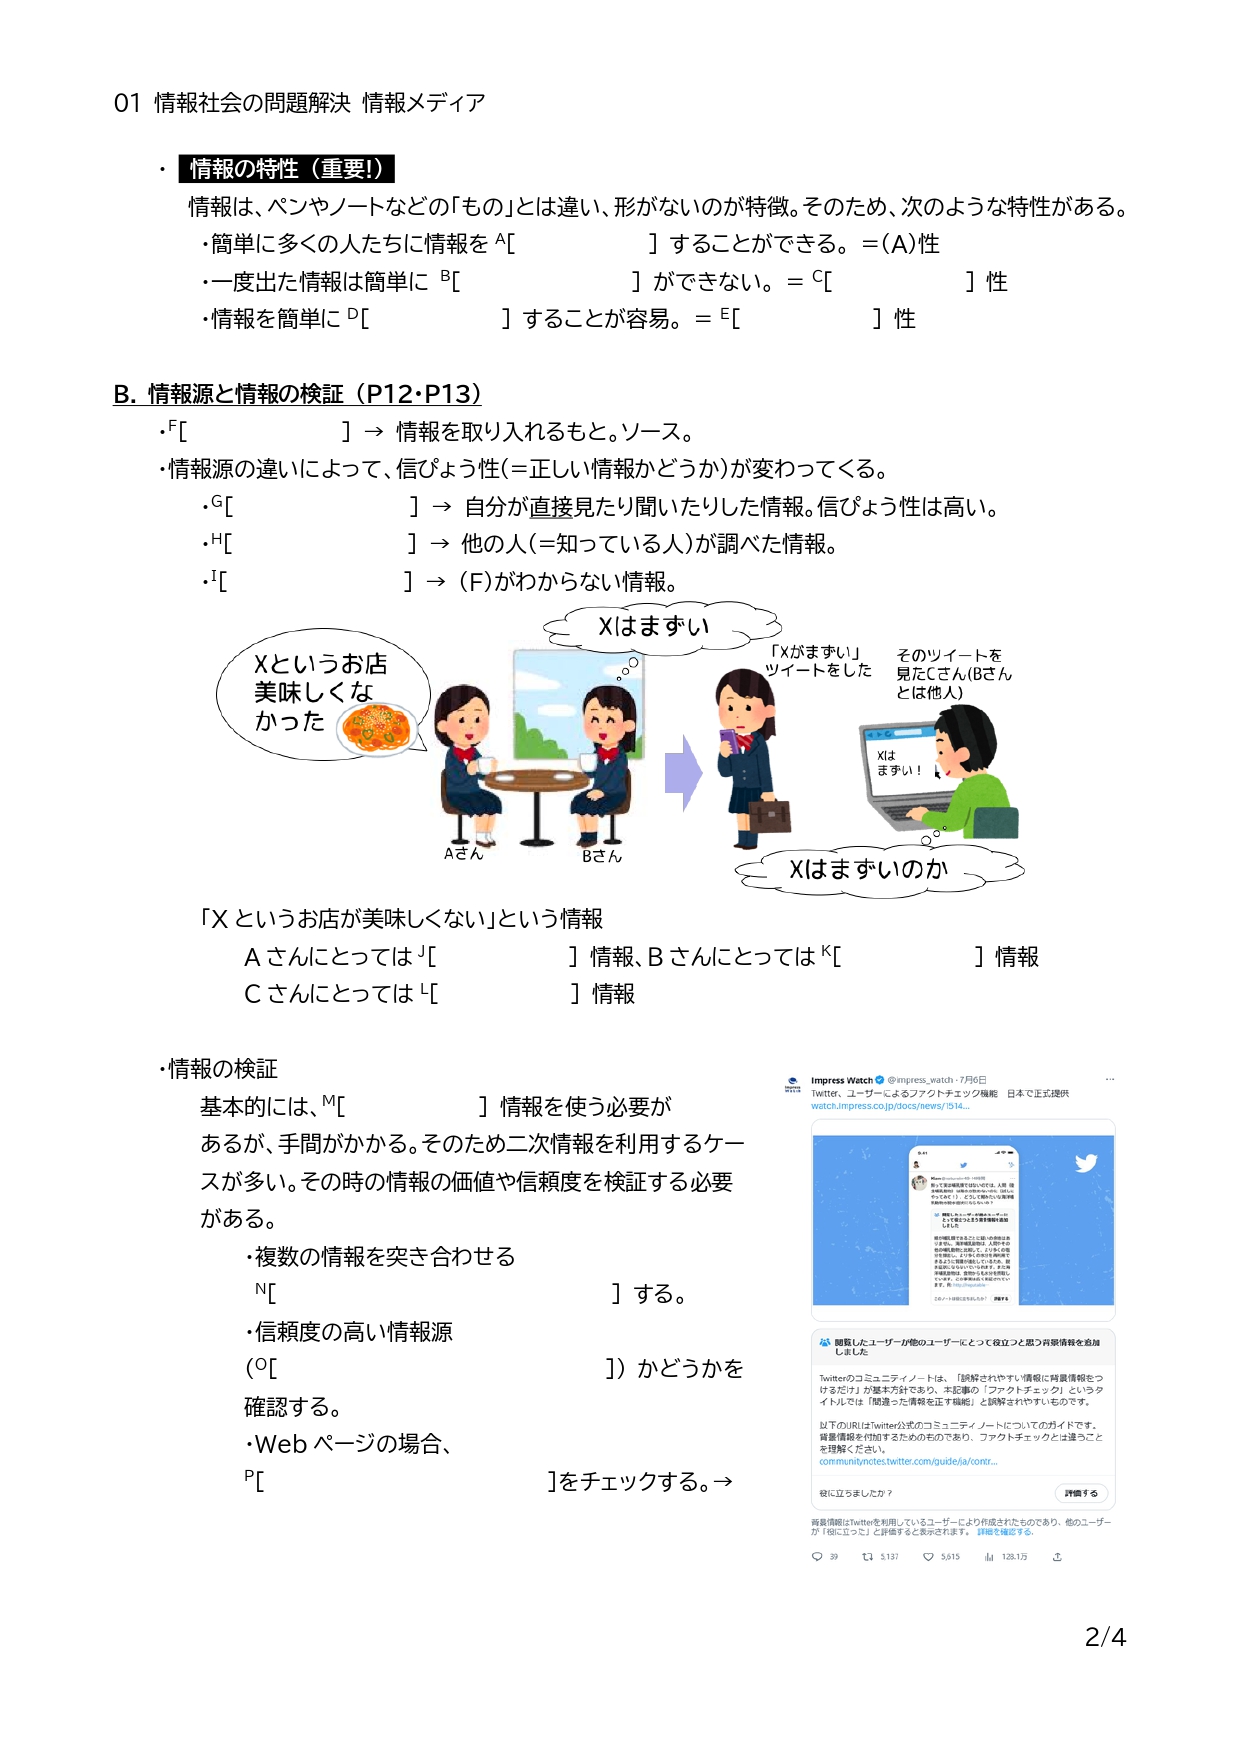 01 情報社会の問題解決 情報メディア
・ 情報の特性（重要!）
情報は、ペンやノートなどの「もの」とは違い、形がないのが特徴。そのため、次のような特性がある。
・簡単に多くの人たちに情報を A[ ] することができる。＝(A)性
・一度出た情報は簡単に B[ ] ができない。＝ C[ ] 性
・情報を簡単に D[ ] することが容易。＝ E[ ] 性
B. 情報源と情報の検証（P12・P13）
・F[ ] → 情報を取り入れるもと。ソース。
・情報源の違いによって、信ぴょう性(=正しい情報かどうか)が変わってくる。
・G[ ] → 自分が直接見たり聞いたりした情報。信ぴょう性は高い。
・H[ ] → 他の人(=知っている人)が調べた情報。
・I[ ] → (F)がわからない情報。
Xはまずい
Xというお店
美味しくな
かった
「Xがまずい」
ツイートをした
そのツイートを
見たCさん(Bさん
とは他人)
Xは
まずい！
Aさん
Bさん
Xはまずいのか
「X というお店が美味しくない」という情報
A さんにとっては J[ ] 情報、B さんにとっては K[ ] 情報
C さんにとっては L[ ] 情報
・情報の検証
基本的には、M[ ] 情報を使う必要が
あるが、手間がかかる。そのため二次情報を利用するケー
スが多い。その時の情報の価値や信頼度を検証する必要
がある。
・複数の情報を突き合わせる
N[ ] する。
・信頼度の高い情報源
(O[ ]) かどうかを
確認する。
・Web ページの場合、
P[ ]をチェックする。→
Impress Watch @impress_watch · 7月6日 …
Twitter、ユーザーによるファクトチェック機能 日本で正式提供
watch.impress.co.jp/docs/news/1514...
閲覧したユーザーが他のユーザーにとって役立つと思う背景情報を追加
しました
Twitterのコミュニティノートは、「誤解されやすい情報に背景情報をつ
けるだけ」が基本方針であり、本記事の「ファクトチェック」というタ
イトルでは「間違った情報を正す機能」と誤解されやすいものです。
以下のURLはTwitter公式のコミュニティノートについてのガイドです。
背景情報を付加するためのものであり、ファクトチェックとは違うこと
を理解ください。
communitynotes.twitter.com/guide/ja/contr...
役に立ちましたか？ 評価する
背景情報はTwitterを利用しているユーザーにより作成されたものであり、他のユーザー
が「役に立った」と評価すると表示されます。 詳細を確認する.
39 5,137 5,615 128.1万
2/4